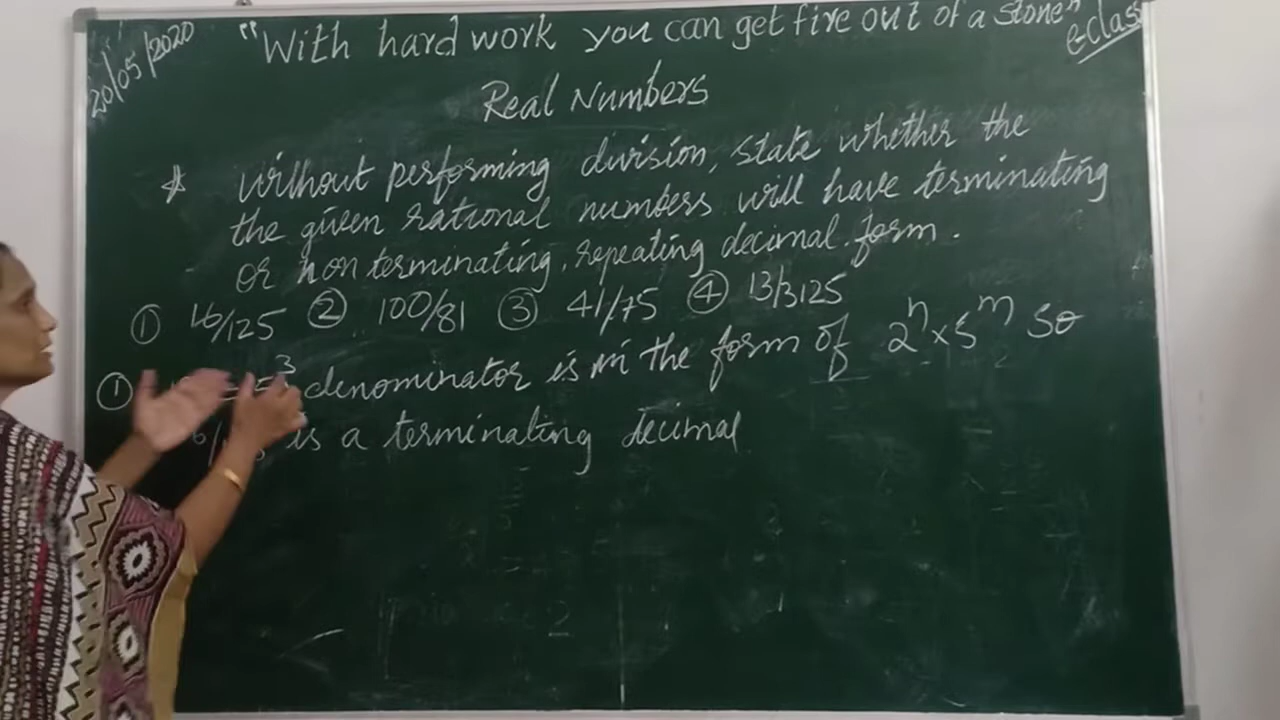 20/05/2020
"With hard work you can get fire out of a stone"
e-class
Real Numbers
* without performing division, state whether the
the given rational numbers will have terminating
or non terminating. repeating decimal form.
① 16/125 ② 100/81 ③ 41/75 ④ 13/3125
① 3 denominator is in the form of 2ⁿ×5ᵐ so
is a terminating decimal